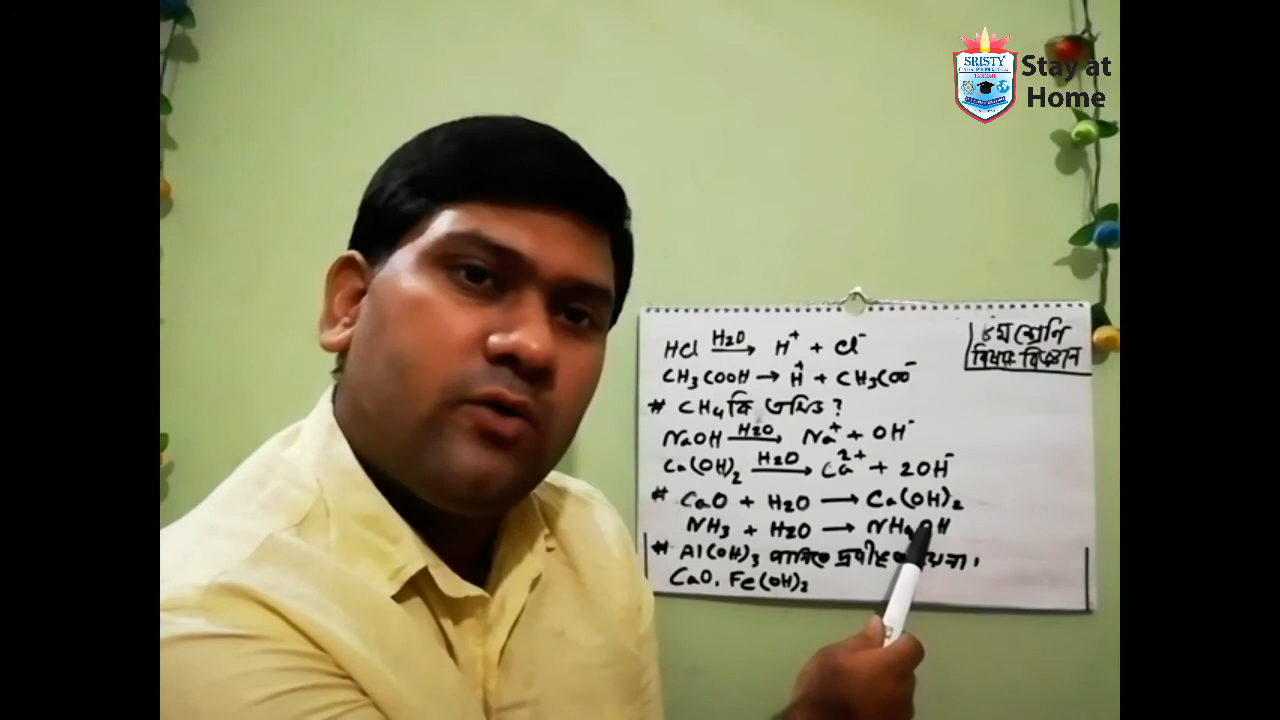 SRISTY
Stay at
Home
৮ম শ্রেণি
বিষয়: বিজ্ঞান
HCl H2O→ H⁺ + Cl⁻
CH₃COOH → H⁺ + CH₃COO⁻
# CH₄ কি এসিড ?
NaOH H2O→ Na⁺ + OH⁻
Ca(OH)₂ H2O→ Ca²⁺ + 2OH⁻
# CaO + H₂O → Ca(OH)₂
NH₃ + H₂O → NH₄OH
# Al(OH)₃ পানিতে দ্রবীভূত না।
CaO, Fe(OH)₂